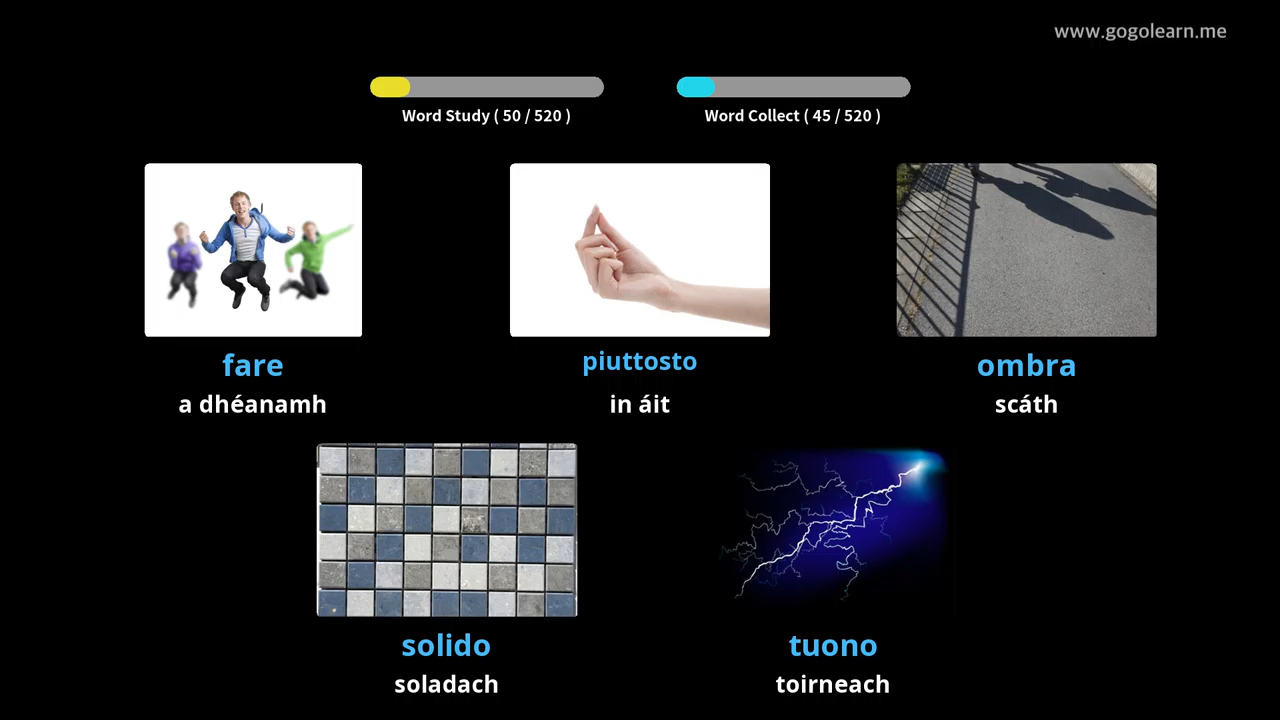 www.gogolearn.me
Word Study ( 50 / 520 )
Word Collect ( 45 / 520 )
fare
a dhéanamh
piuttosto
in áit
ombra
scáth
solido
soladach
tuono
toirneach